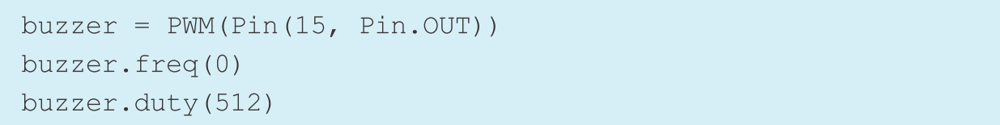 buzzer = PWM(Pin(15, Pin.OUT))
buzzer.freq(0)
buzzer.duty(512)